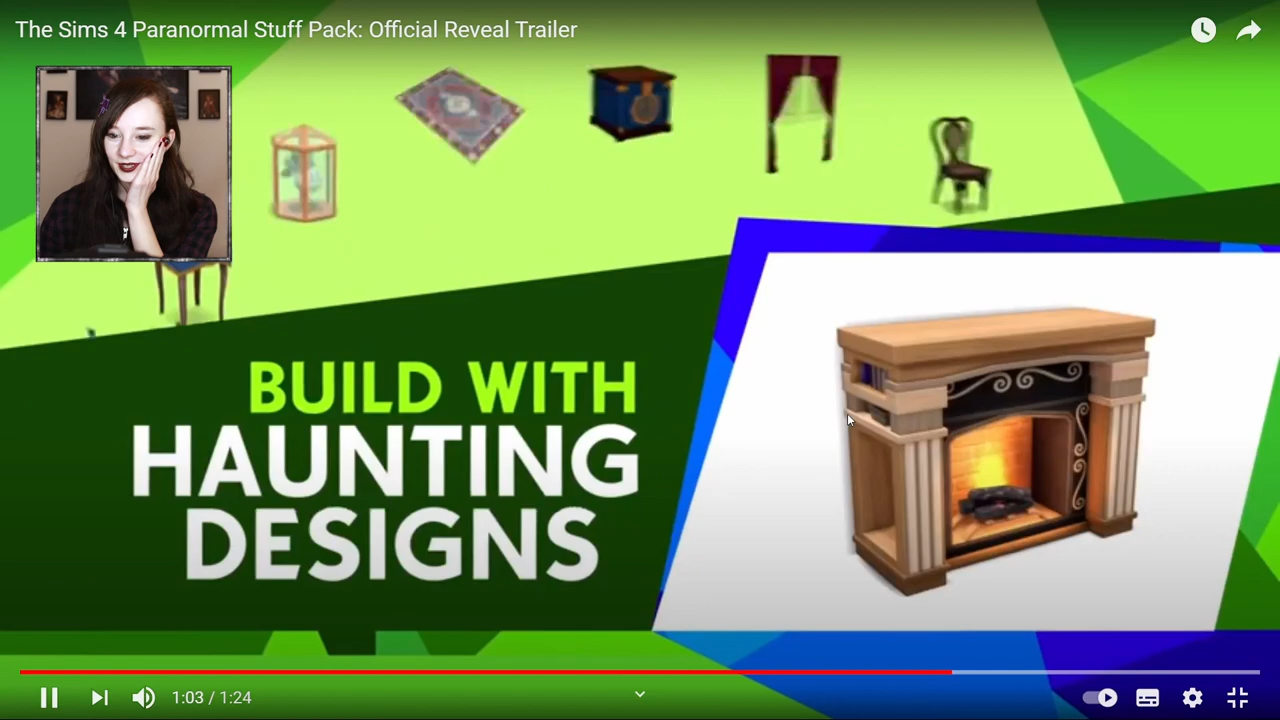 The Sims 4 Paranormal Stuff Pack: Official Reveal Trailer
BUILD WITH
HAUNTING
DESIGNS
1:03 / 1:24